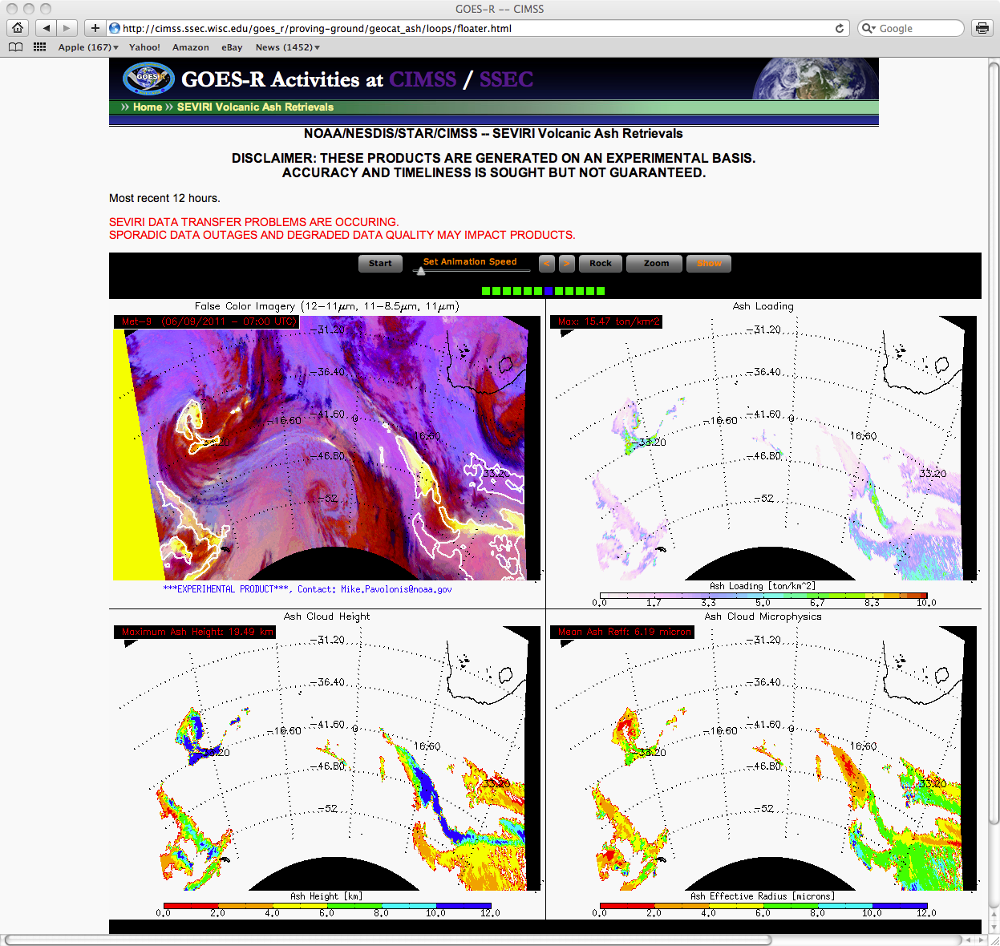 GOES-R -- CIMSS
http://cimss.ssec.wisc.edu/goes_r/proving-ground/geocat_ash/loops/floater.html
Google
Apple (167)▾ Yahoo! Amazon eBay News (1452)▾
GOES-R
GOES-R Activities at CIMSS / SSEC
» Home » SEVIRI Volcanic Ash Retrievals
NOAA/NESDIS/STAR/CIMSS -- SEVIRI Volcanic Ash Retrievals
DISCLAIMER: THESE PRODUCTS ARE GENERATED ON AN EXPERIMENTAL BASIS.
ACCURACY AND TIMELINESS IS SOUGHT BUT NOT GUARANTEED.
Most recent 12 hours.
SEVIRI DATA TRANSFER PROBLEMS ARE OCCURING.
SPORADIC DATA OUTAGES AND DEGRADED DATA QUALITY MAY IMPACT PRODUCTS.
Start Set Animation Speed < > Rock Zoom Show
False Color Imagery (12-11μm, 11-8.5μm, 11μm)
Met-9 (06/09/2011 - 07:00 UTC)
-31.20
-36.40
-41.60
-16.60 0
16.60
-33.20
-46.80
33.20
-52
***EXPERIMENTAL PRODUCT***, Contact: Mike.Pavolonis@noaa.gov
Ash Loading
Max: 15.47 ton/km^2
-31.20
-36.40
-41.60
-16.60 0
16.60
-33.20
-46.80
33.20
-52
Ash Loading [ton/km^2]
0.0 1.7 3.3 5.0 6.7 8.3 10.0
Ash Cloud Height
Maximum Ash Height: 19.49 km
-31.20
-36.40
-41.60
-16.60 0
16.60
-46.80
33.20
-52
Ash Height [km]
0.0 2.0 4.0 6.0 8.0 10.0 12.0
Ash Cloud Microphysics
Mean Ash Reff: 6.19 micron
-31.20
-36.40
-41.60
-16.60 0
16.60
-33.20
-46.80
33.20
-52
Ash Effective Radius [microns]
0.0 2.0 4.0 6.0 8.0 10.0 12.0